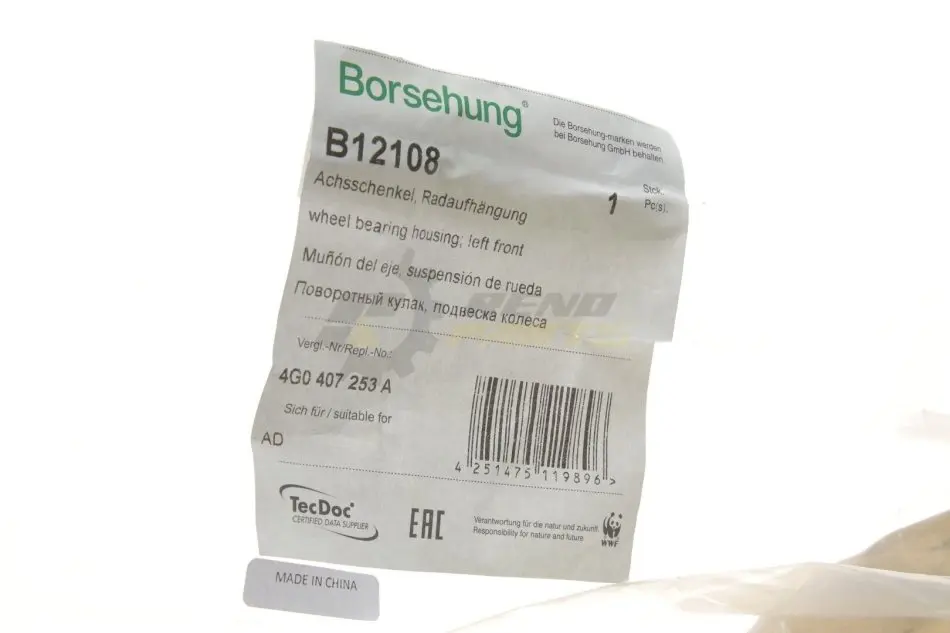 Borsehung®
Die Borsehung-marken werden
bei Borsehung GmbH behalten.
B12108
Achsschenkel, Radaufhängung
1
Stck.
Pc(s).
wheel bearing housing; left front
Muñón del eje, suspensión de rueda
Поворотный кулак, подвеска колеса
RENO
PARTS
Vergl.-Nr/Repl.-No.:
4G0 407 253 A
Sich für / suitable for
AD
4 251475 119896 >
TecDoc®
CERTIFIED DATA SUPPLIER
EAC
Verantwortung für die natur und zukunft.
Responsibility for nature and future
WWF
MADE IN CHINA